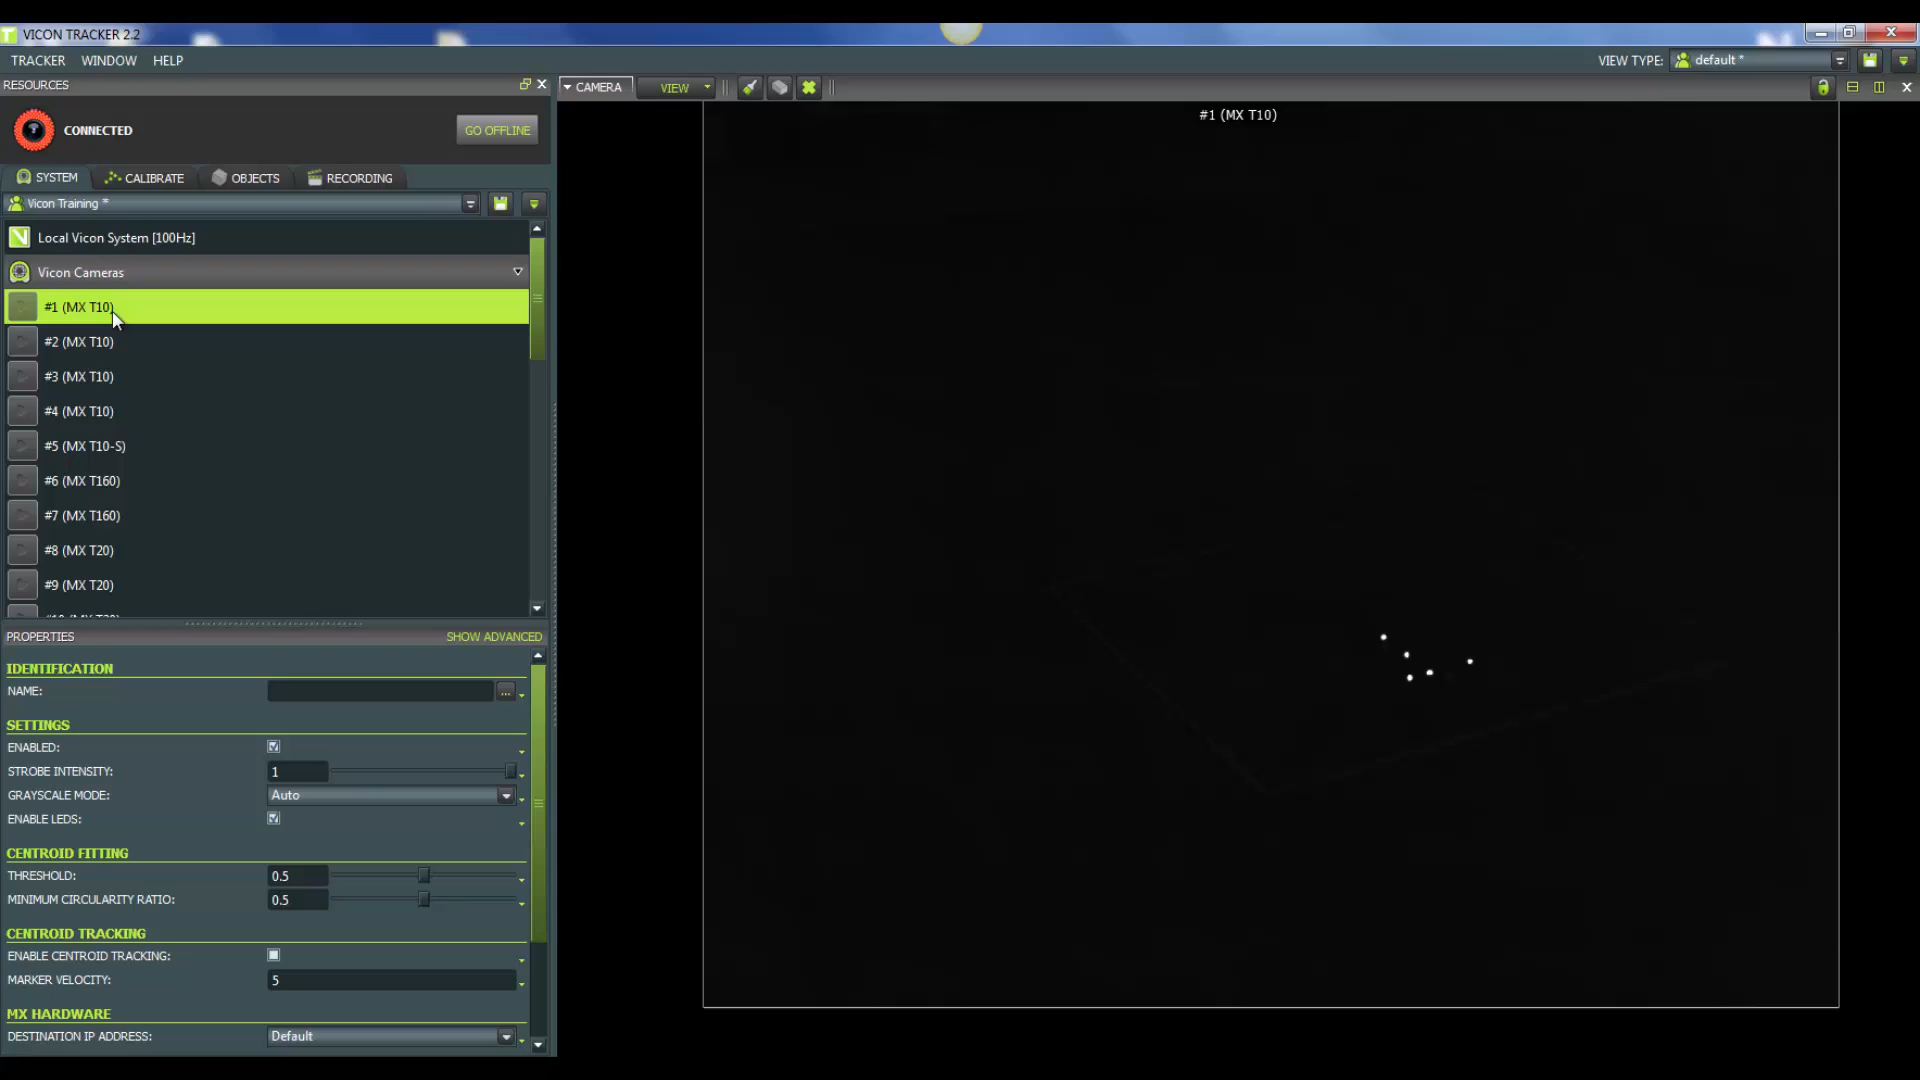 VICON TRACKER 2.2
TRACKER WINDOW HELP
VIEW TYPE: default *
RESOURCES
CAMERA VIEW
CONNECTED
GO OFFLINE
#1 (MX T10)
SYSTEM CALIBRATE OBJECTS RECORDING
Vicon Training *
Local Vicon System [100Hz]
Vicon Cameras
#1 (MX T10)
#2 (MX T10)
#3 (MX T10)
#4 (MX T10)
#5 (MX T10-S)
#6 (MX T160)
#7 (MX T160)
#8 (MX T20)
#9 (MX T20)
PROPERTIES SHOW ADVANCED
IDENTIFICATION
NAME: ...
SETTINGS
ENABLED:
STROBE INTENSITY: 1
GRAYSCALE MODE: Auto
ENABLE LEDS:
CENTROID FITTING
THRESHOLD: 0.5
MINIMUM CIRCULARITY RATIO: 0.5
CENTROID TRACKING
ENABLE CENTROID TRACKING:
MARKER VELOCITY: 5
MX HARDWARE
DESTINATION IP ADDRESS: Default